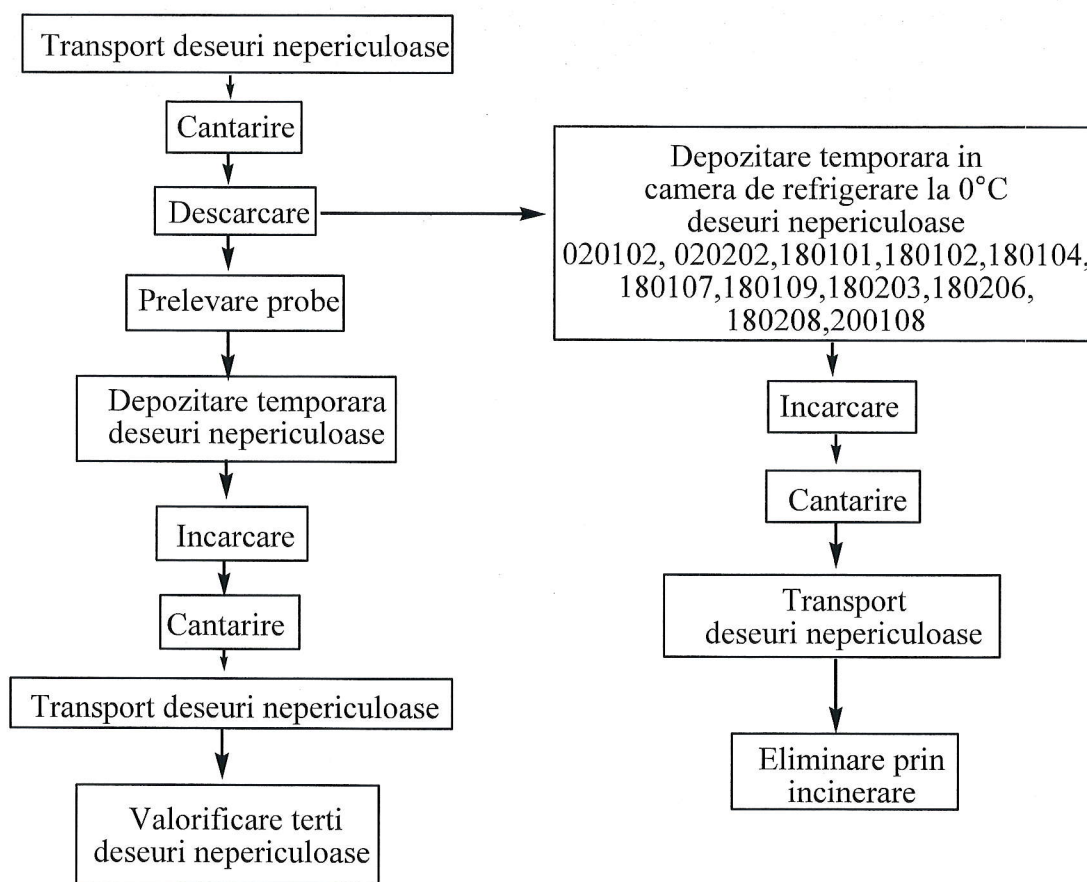 Transport deseuri nepericuloase
Cantarire
Descarcare
Prelevare probe
Depozitare temporara
deseuri nepericuloase
Incarcare
Cantarire
Transport deseuri nepericuloase
Valorificare terti
deseuri nepericuloase
Depozitare temporara in
camera de refrigerare la 0°C
deseuri nepericuloase
020102, 020202,180101,180102,180104,
180107,180109,180203,180206,
180208,200108
Incarcare
Cantarire
Transport
deseuri nepericuloase
Eliminare prin
incinerare